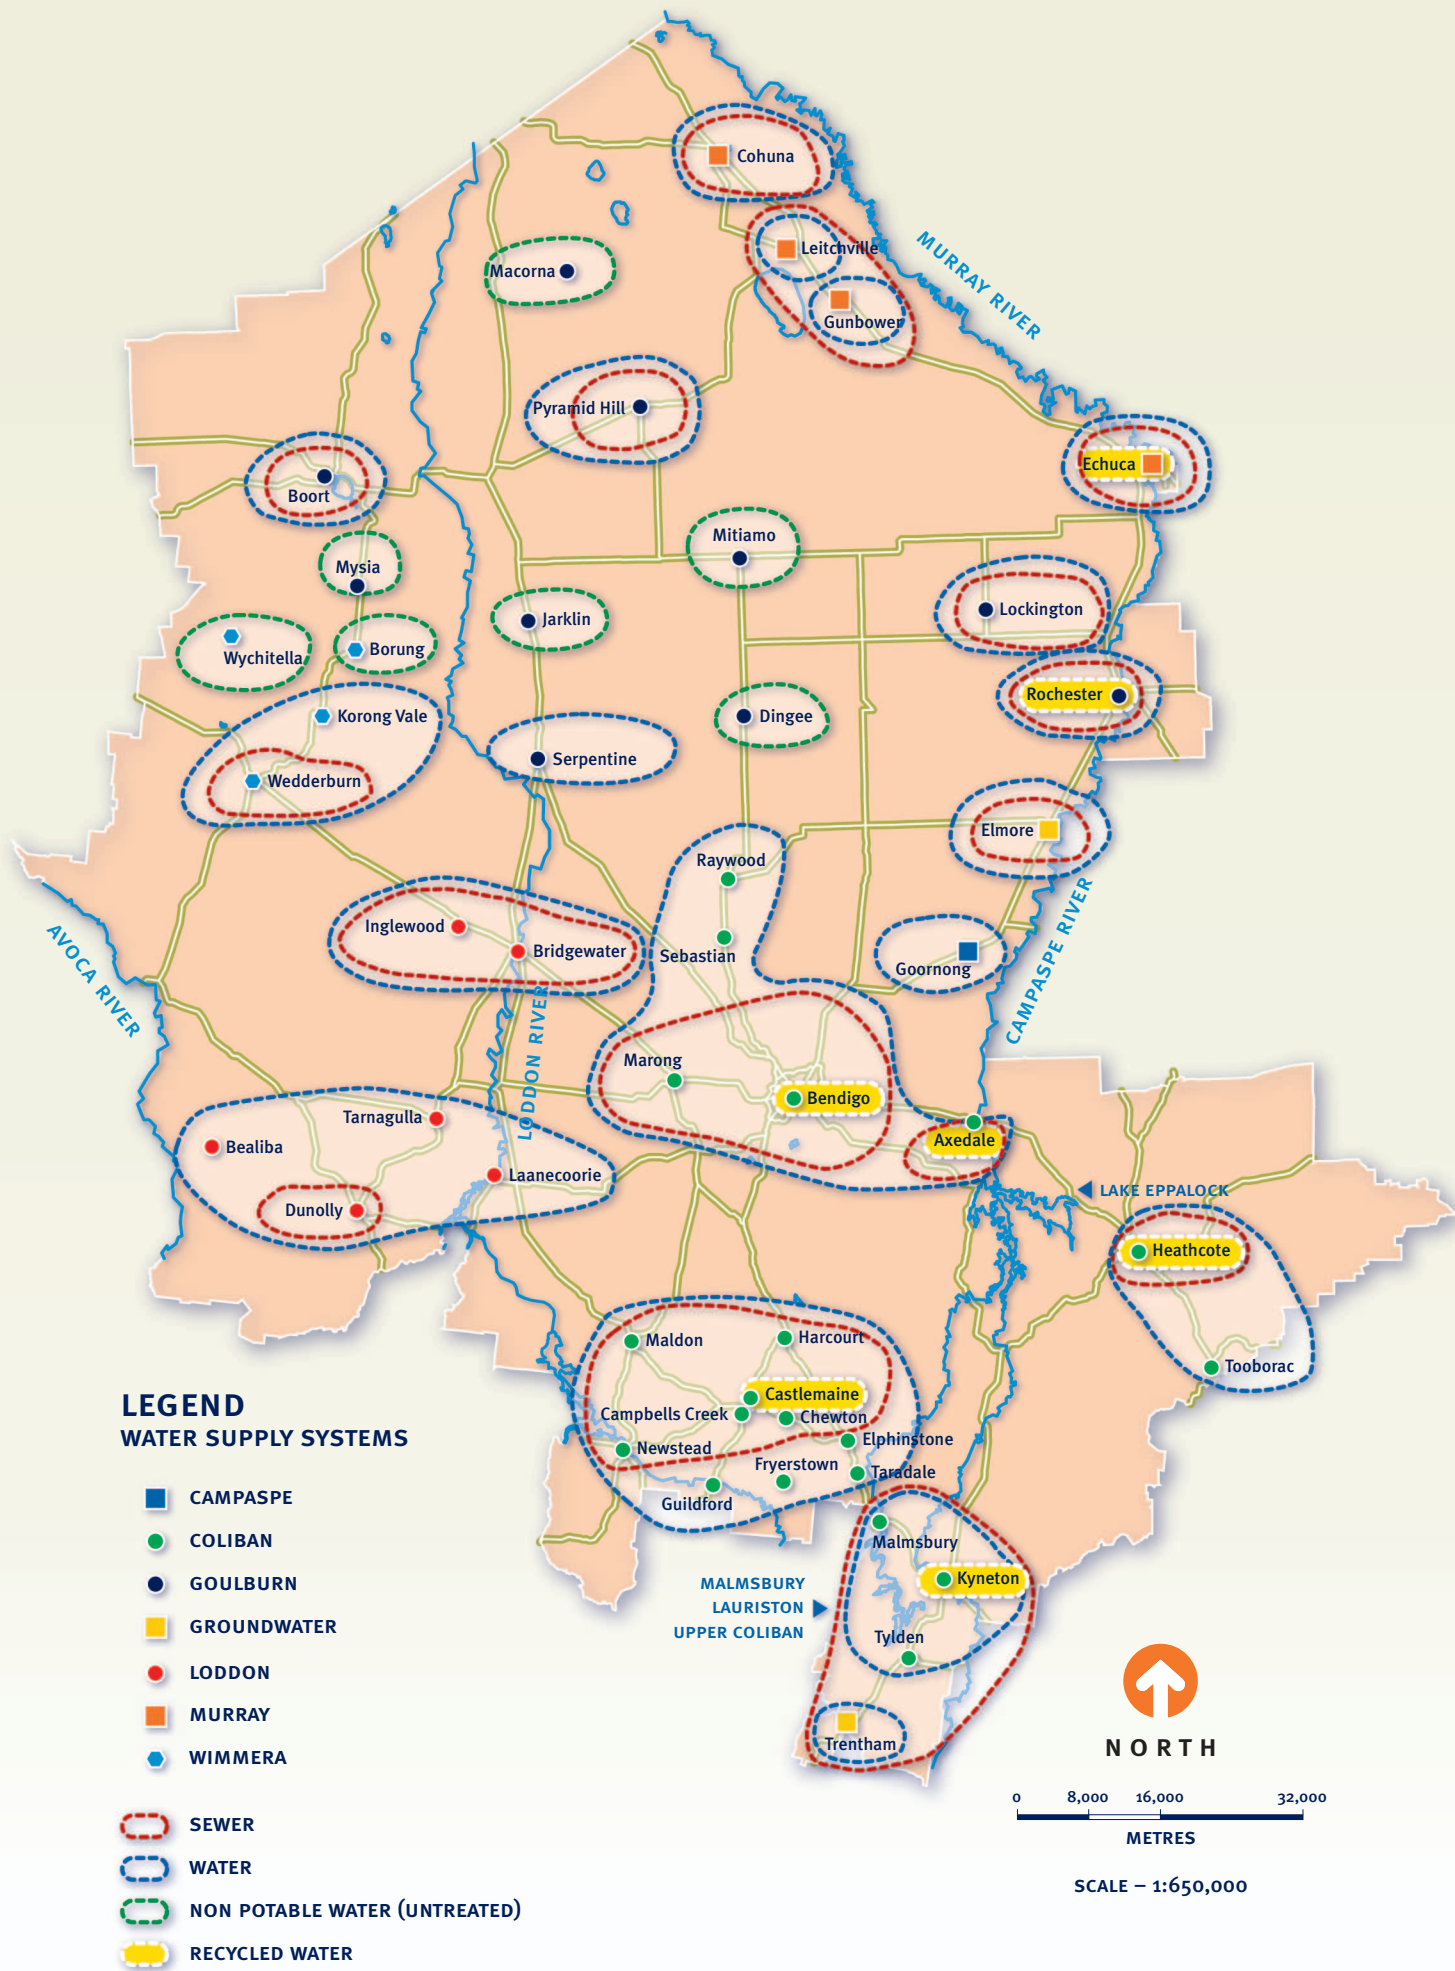 Cohuna
Leitchville
MURRAY RIVER
Macorna
Gunbower
Pyramid Hill
Echuca
Boort
Mitiamo
Mysia
Lockington
Jarklin
Wychitella
Borung
Rochester
Korong Vale
Dingee
Serpentine
Wedderburn
Elmore
Raywood
Inglewood
Bridgewater
Sebastian
Goornong
AVOCA RIVER
CAMPASPE RIVER
LODDON RIVER
Marong
Bendigo
Tarnagulla
Axedale
Bealiba
Laanecoorie
LAKE EPPALOCK
Dunolly
Heathcote
Maldon
Harcourt
Tooborac
Castlemaine
Campbells Creek
Chewton
Elphinstone
Newstead
Fryerstown
Taradale
Guildford
Malmsbury
Kyneton
MALMSBURY
LAURISTON
UPPER COLIBAN
Tylden
Trentham
LEGEND
WATER SUPPLY SYSTEMS
CAMPASPE
COLIBAN
GOULBURN
GROUNDWATER
LODDON
MURRAY
WIMMERA
SEWER
WATER
NON POTABLE WATER (UNTREATED)
RECYCLED WATER
NORTH
0 8,000 16,000 32,000
METRES
SCALE – 1:650,000